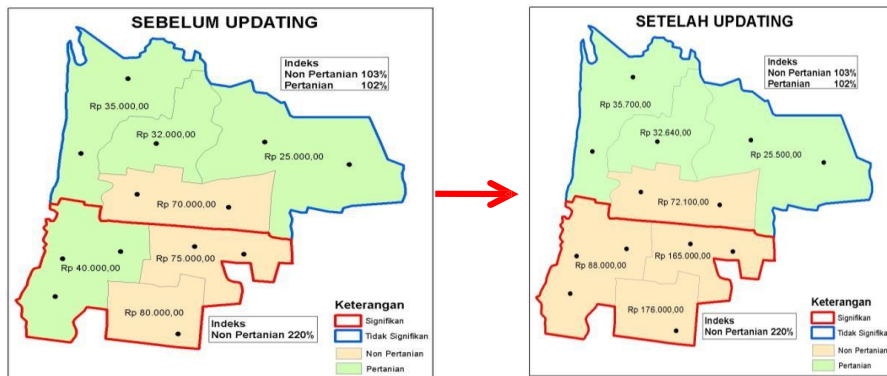 SEBELUM UPDATING
Indeks
Non Pertanian 103%
Pertanian 102%
Rp 35.000,00
Rp 32.000,00
Rp 25.000,00
Rp 70.000,00
Rp 40.000,00
Rp 75.000,00
Rp 80.000,00
Indeks
Non Pertanian 220%
Keterangan
Signifikan
Tidak Signifikan
Non Pertanian
Pertanian
SETELAH UPDATING
Indeks
Non Pertanian 103%
Pertanian 102%
Rp 35.700,00
Rp 32.640,00
Rp 25.500,00
Rp 72.100,00
Rp 88.000,00
Rp 165.000,00
Rp 176.000,00
Indeks
Non Pertanian 220%
Keterangan
Signifikan
Tidak Signifika
Non Pertanian
Pertanian